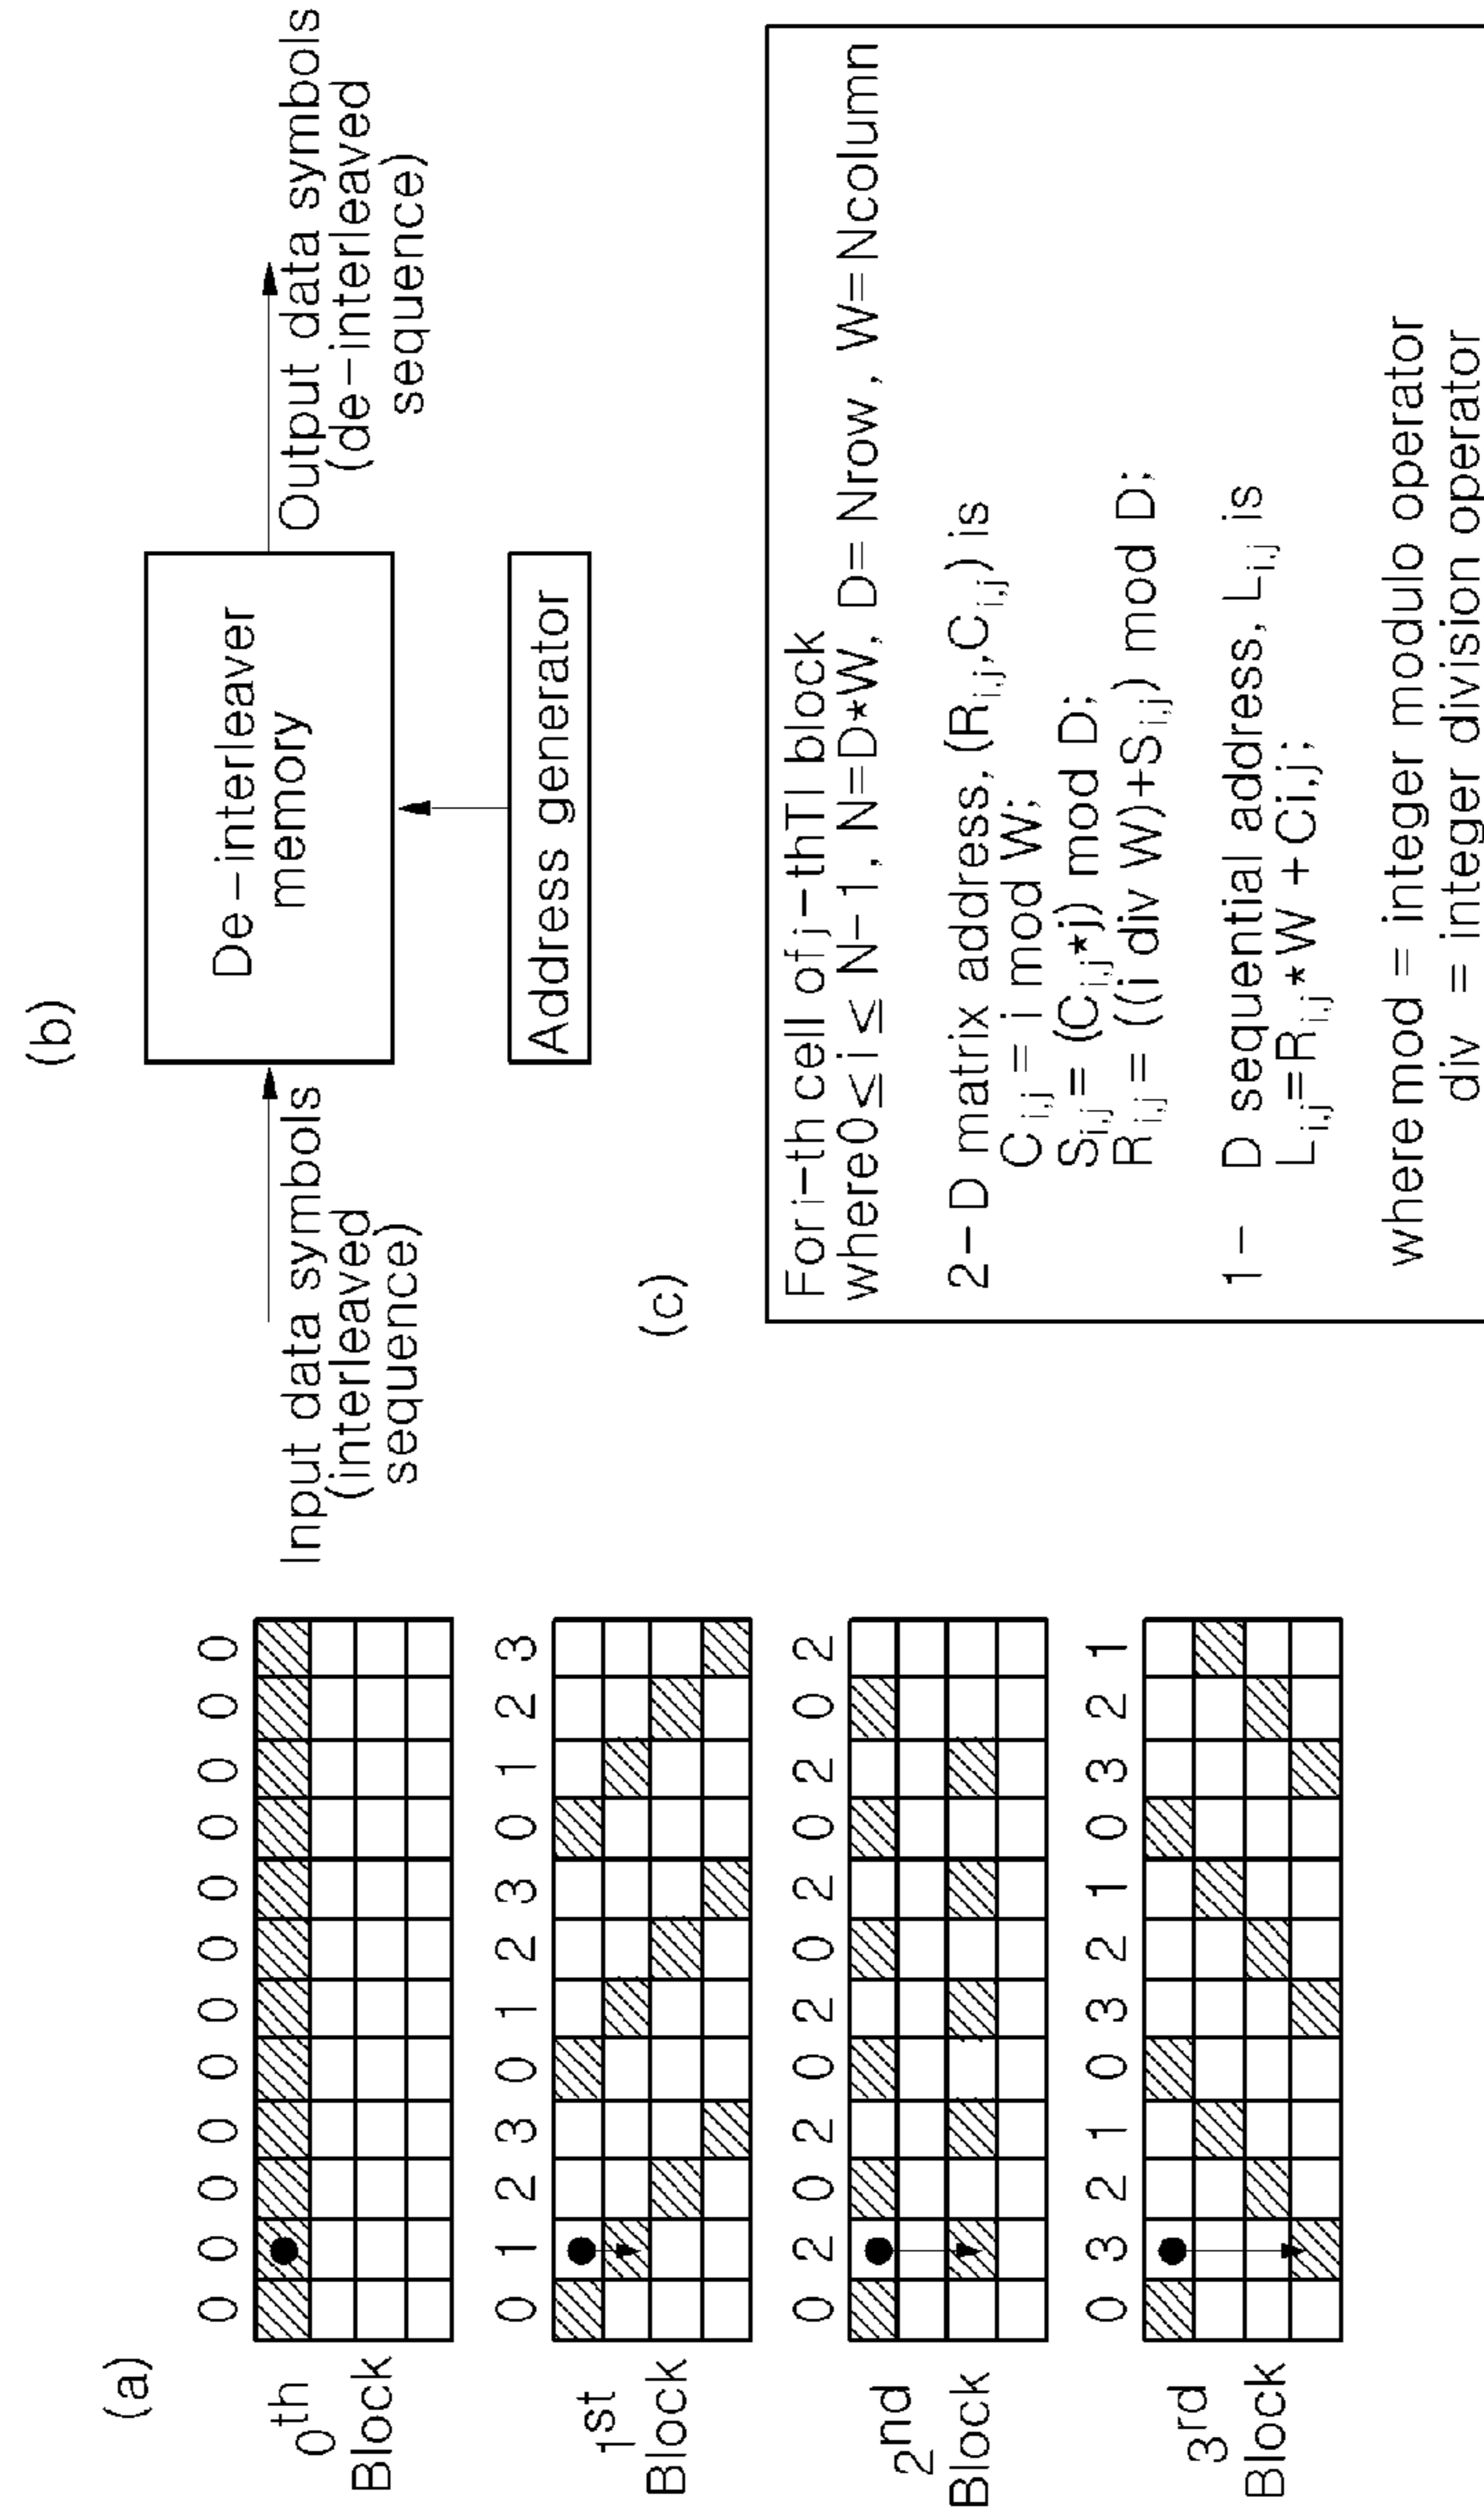 (a)
0 0 0 0 0 0 0 0 0 0 0 0
0th
Block
0 1 2 3 0 1 2 3 0 1 2 3
1st
Block
0 2 0 2 0 2 0 2 0 2 0 2
2nd
Block
0 3 2 1 0 3 2 1 0 3 2 1
3rd
Block
(b)
Input data symbols
(interleaved
sequence)
De-interleaver
memory
Output data symbols
(de-interleaved
sequence)
Address generator
(c)
For i-th cell of j-th TI block
where 0 ≤ i ≤ N-1, N=D*W, D=Nrow, W=Ncolumn
2-D matrix address, (Ri,j,Ci,j) is
Ci,j = i mod W;
Si,j = (Ci,j*j) mod D;
Ri,j = ((i div W)+Si,j) mod D;
1- D sequential address, Li,j is
Li,j=Ri,j*W+Ci,j;
where mod = integer modulo operator
div = integer division operator